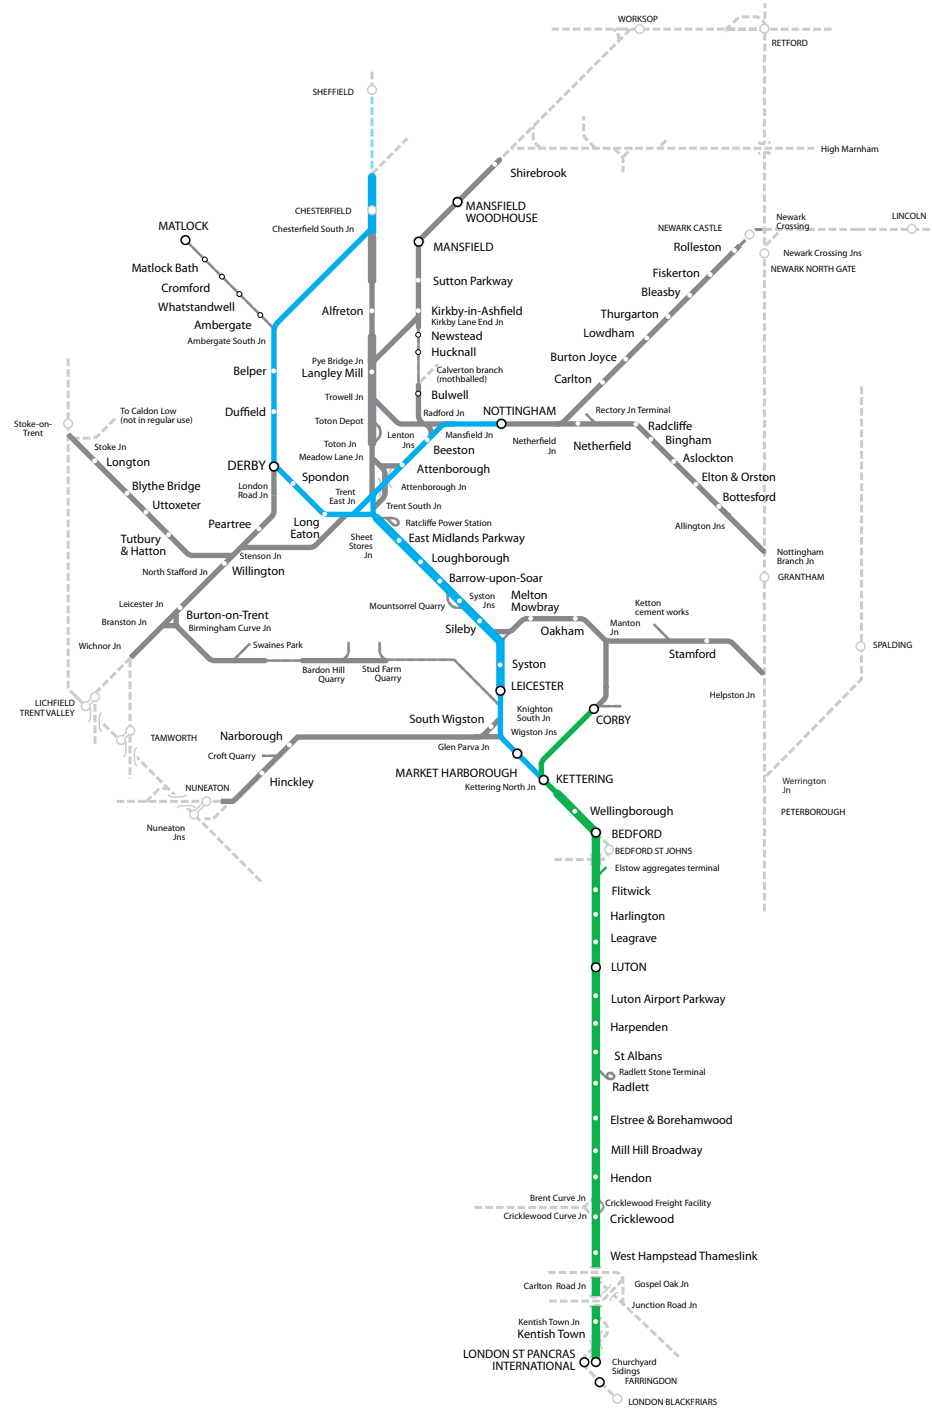 WORKSOP
RETFORD
SHEFFIELD
High Marnham
Shirebrook
CHESTERFIELD
MANSFIELD
WOODHOUSE
Newark
Crossing
LINCOLN
MATLOCK
Chesterfield South Jn
NEWARK CASTLE
MANSFIELD
Rolleston
Newark Crossing Jns
Matlock Bath
Fiskerton
NEWARK NORTH GATE
Cromford
Sutton Parkway
Bleasby
Whatstandwell
Alfreton
Kirkby-in-Ashfield
Kirkby Lane End Jn
Thurgarton
Ambergate
Newstead
Lowdham
Ambergate South Jn
Hucknall
Pye Bridge Jn
Burton Joyce
Belper
Langley Mill
Calverton branch
(mothballed)
Carlton
Trowell Jn
Bulwell
Duffield
To Caldon Low
(not in regular use)
Radford Jn
NOTTINGHAM
Rectory Jn Terminal
Stoke-on-
Trent
Toton Depot
Radcliffe
Stoke Jn
Toton Jn
Lenton
Jns
Mansfield Jn
Netherfield
Jn
Netherfield
Bingham
Longton
DERBY
Meadow Lane Jn
Beeston
Aslockton
Attenborough
Blythe Bridge
London
Road Jn
Spondon
Attenborough Jn
Elton & Orston
Uttoxeter
Trent
East Jn
Trent South Jn
Bottesford
Peartree
Long
Eaton
Ratcliffe Power Station
Allington Jns
Tutbury
& Hatton
Sheet
Stores
Jn
East Midlands Parkway
Stenson Jn
Loughborough
Nottingham
Branch Jn
North Stafford Jn
Willington
Barrow-upon-Soar
GRANTHAM
Leicester Jn
Mountsorrel Quarry
Syston
Jns
Melton
Mowbray
Ketton
cement works
Branston Jn
Burton-on-Trent
Birmingham Curve Jn
Sileby
Oakham
Manton
Jn
Wichnor Jn
Swaines Park
Stamford
SPALDING
Bardon Hill
Quarry
Stud Farm
Quarry
Syston
LEICESTER
Helpston Jn
LICHFIELD
TRENT VALLEY
South Wigston
Knighton
South Jn
CORBY
TAMWORTH
Narborough
Wigston Jns
Glen Parva Jn
Croft Quarry
MARKET HARBOROUGH
KETTERING
Werrington
Jn
NUNEATON
Hinckley
Kettering North Jn
Wellingborough
PETERBOROUGH
Nuneaton
Jns
BEDFORD
BEDFORD ST JOHNS
Elstow aggregates terminal
Flitwick
Harlington
Leagrave
LUTON
Luton Airport Parkway
Harpenden
St Albans
Radlett Stone Terminal
Radlett
Elstree & Borehamwood
Mill Hill Broadway
Hendon
Brent Curve Jn
Cricklewood Freight Facility
Cricklewood Curve Jn
Cricklewood
West Hampstead Thameslink
Carlton Road Jn
Gospel Oak Jn
Junction Road Jn
Kentish Town Jn
Kentish Town
LONDON ST PANCRAS
INTERNATIONAL
Churchyard
Sidings
FARRINGDON
LONDON BLACKFRIARS